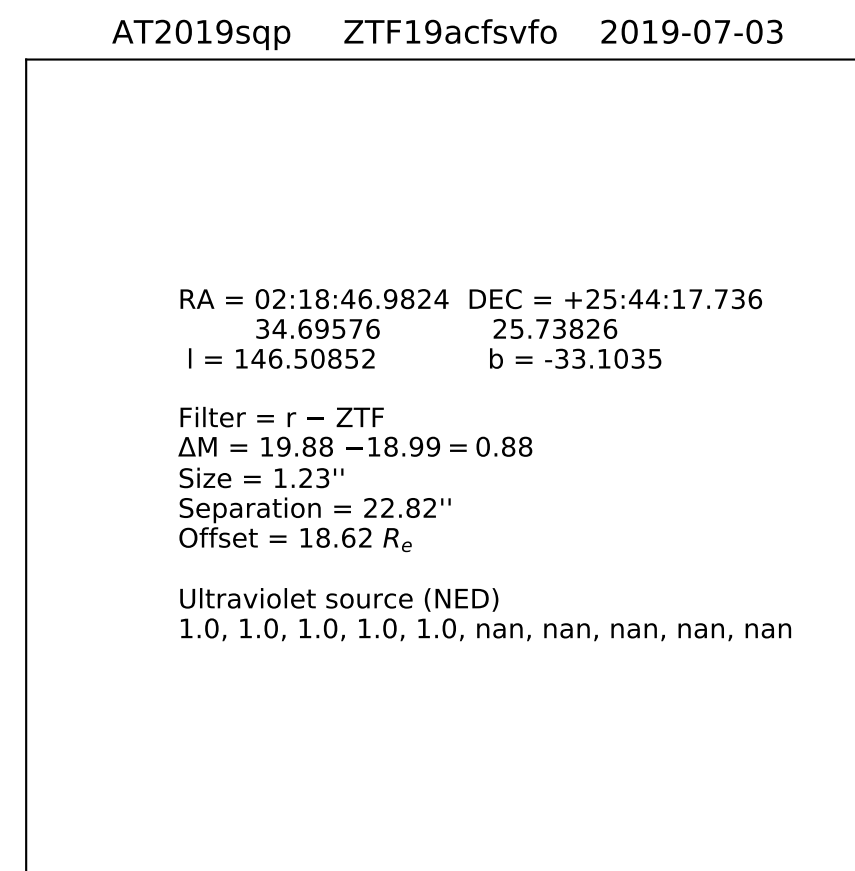 AT2019sqp ZTF19acfsvfo 2019-07-03
RA = 02:18:46.9824 DEC = +25:44:17.736
34.69576 25.73826
l = 146.50852 b = -33.1035
Filter = r − ZTF
ΔM = 19.88 −18.99 = 0.88
Size = 1.23''
Separation = 22.82''
Offset = 18.62 Re
Ultraviolet source (NED)
1.0, 1.0, 1.0, 1.0, 1.0, nan, nan, nan, nan, nan